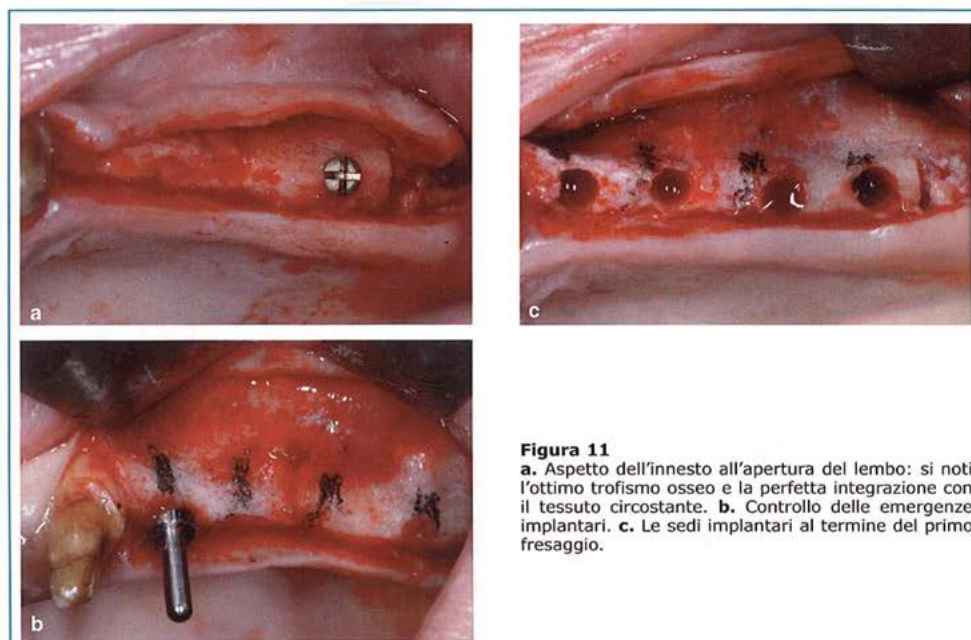 a
c
b
Figura 11
a. Aspetto dell'innesto all'apertura del lembo: si noti
l'ottimo trofismo osseo e la perfetta integrazione con
il tessuto circostante. b. Controllo delle emergenze
implantari. c. Le sedi implantari al termine del primo
fresaggio.